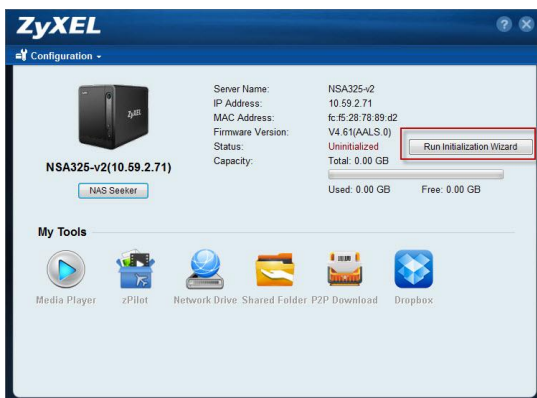 ZyXEL
Configuration
Server Name: NSA325-v2
IP Address: 10.59.2.71
MAC Address: fc:f5:28:78:89:d2
Firmware Version: V4.61(AALS.0)
Status: Uninitialized
Run Initialization Wizard
Capacity: Total: 0.00 GB
Used: 0.00 GB Free: 0.00 GB
ZyXEL
NSA325-v2(10.59.2.71)
NAS Seeker
My Tools
Media Player zPilot Network Drive Shared Folder P2P Download Dropbox